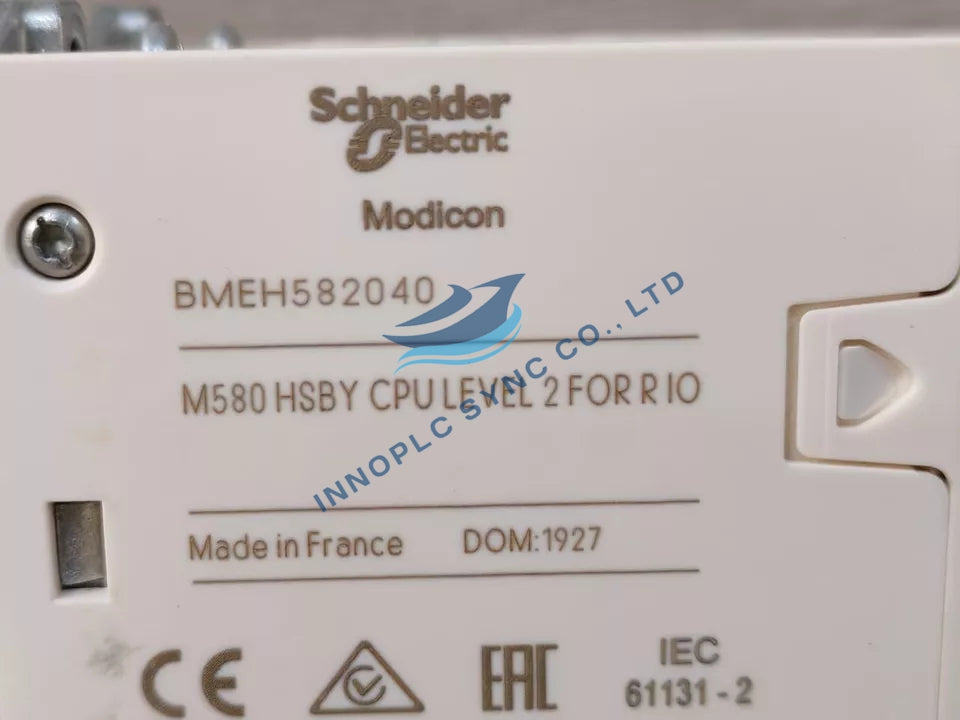 Schneider
Electric
Modicon
BMEH582040
M580 HSBY CPU LEVEL 2 FOR R IO
INNOPLC SYNC CO., LTD
Made in France DOM:1927
CE
EAC
IEC
61131-2